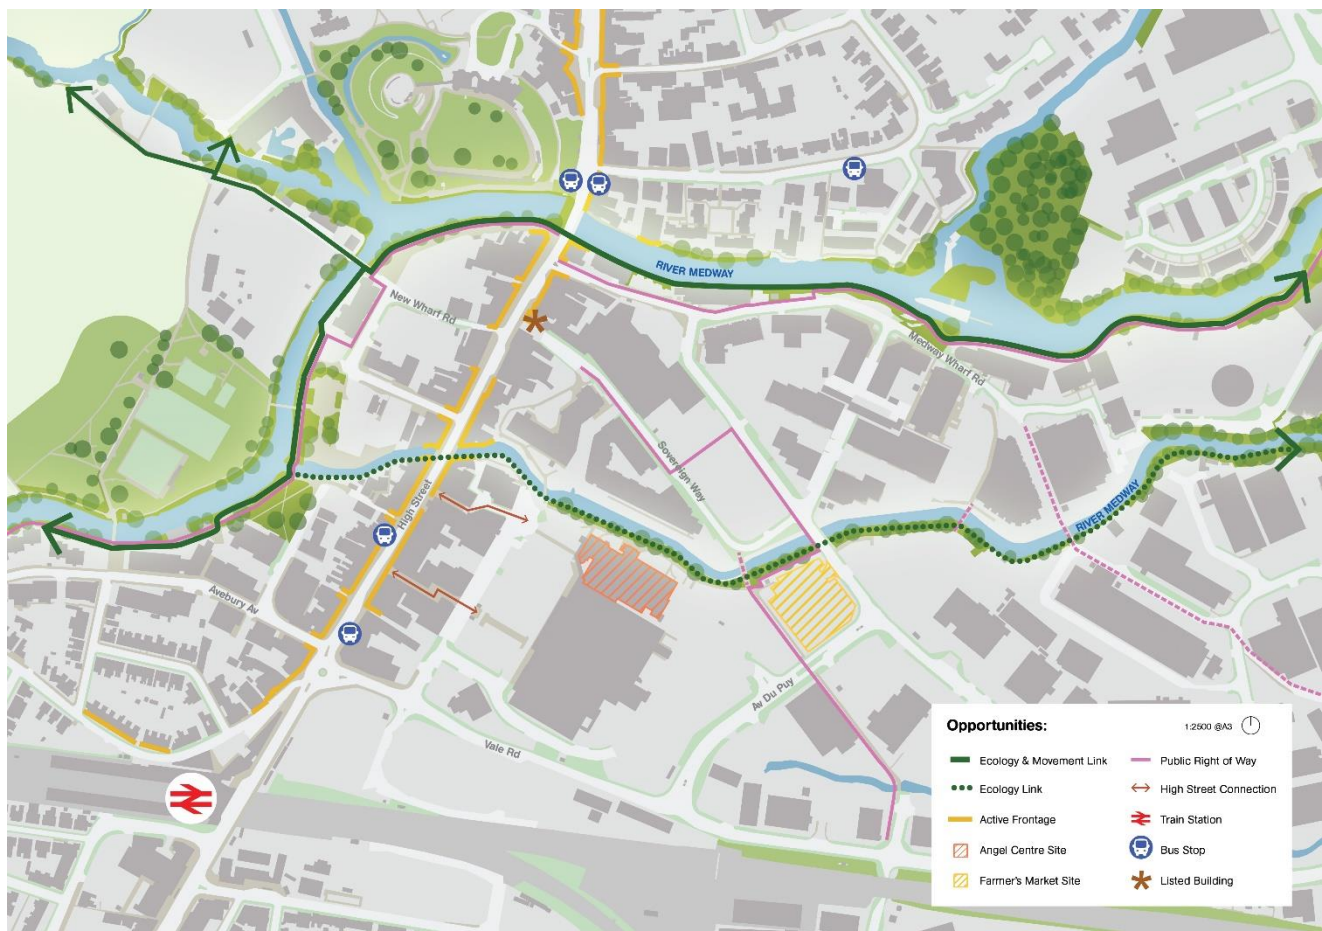 RIVER MEDWAY
New Wharf Rd
Medway Wharf Rd
Sovereign Way
High Street
RIVER MEDWAY
Avebury Av
Av Du Puy
Vale Rd
Opportunities:
1:2500 @A3
Ecology & Movement Link
Public Right of Way
Ecology Link
High Street Connection
Active Frontage
Train Station
Angel Centre Site
Bus Stop
Farmer's Market Site
Listed Building